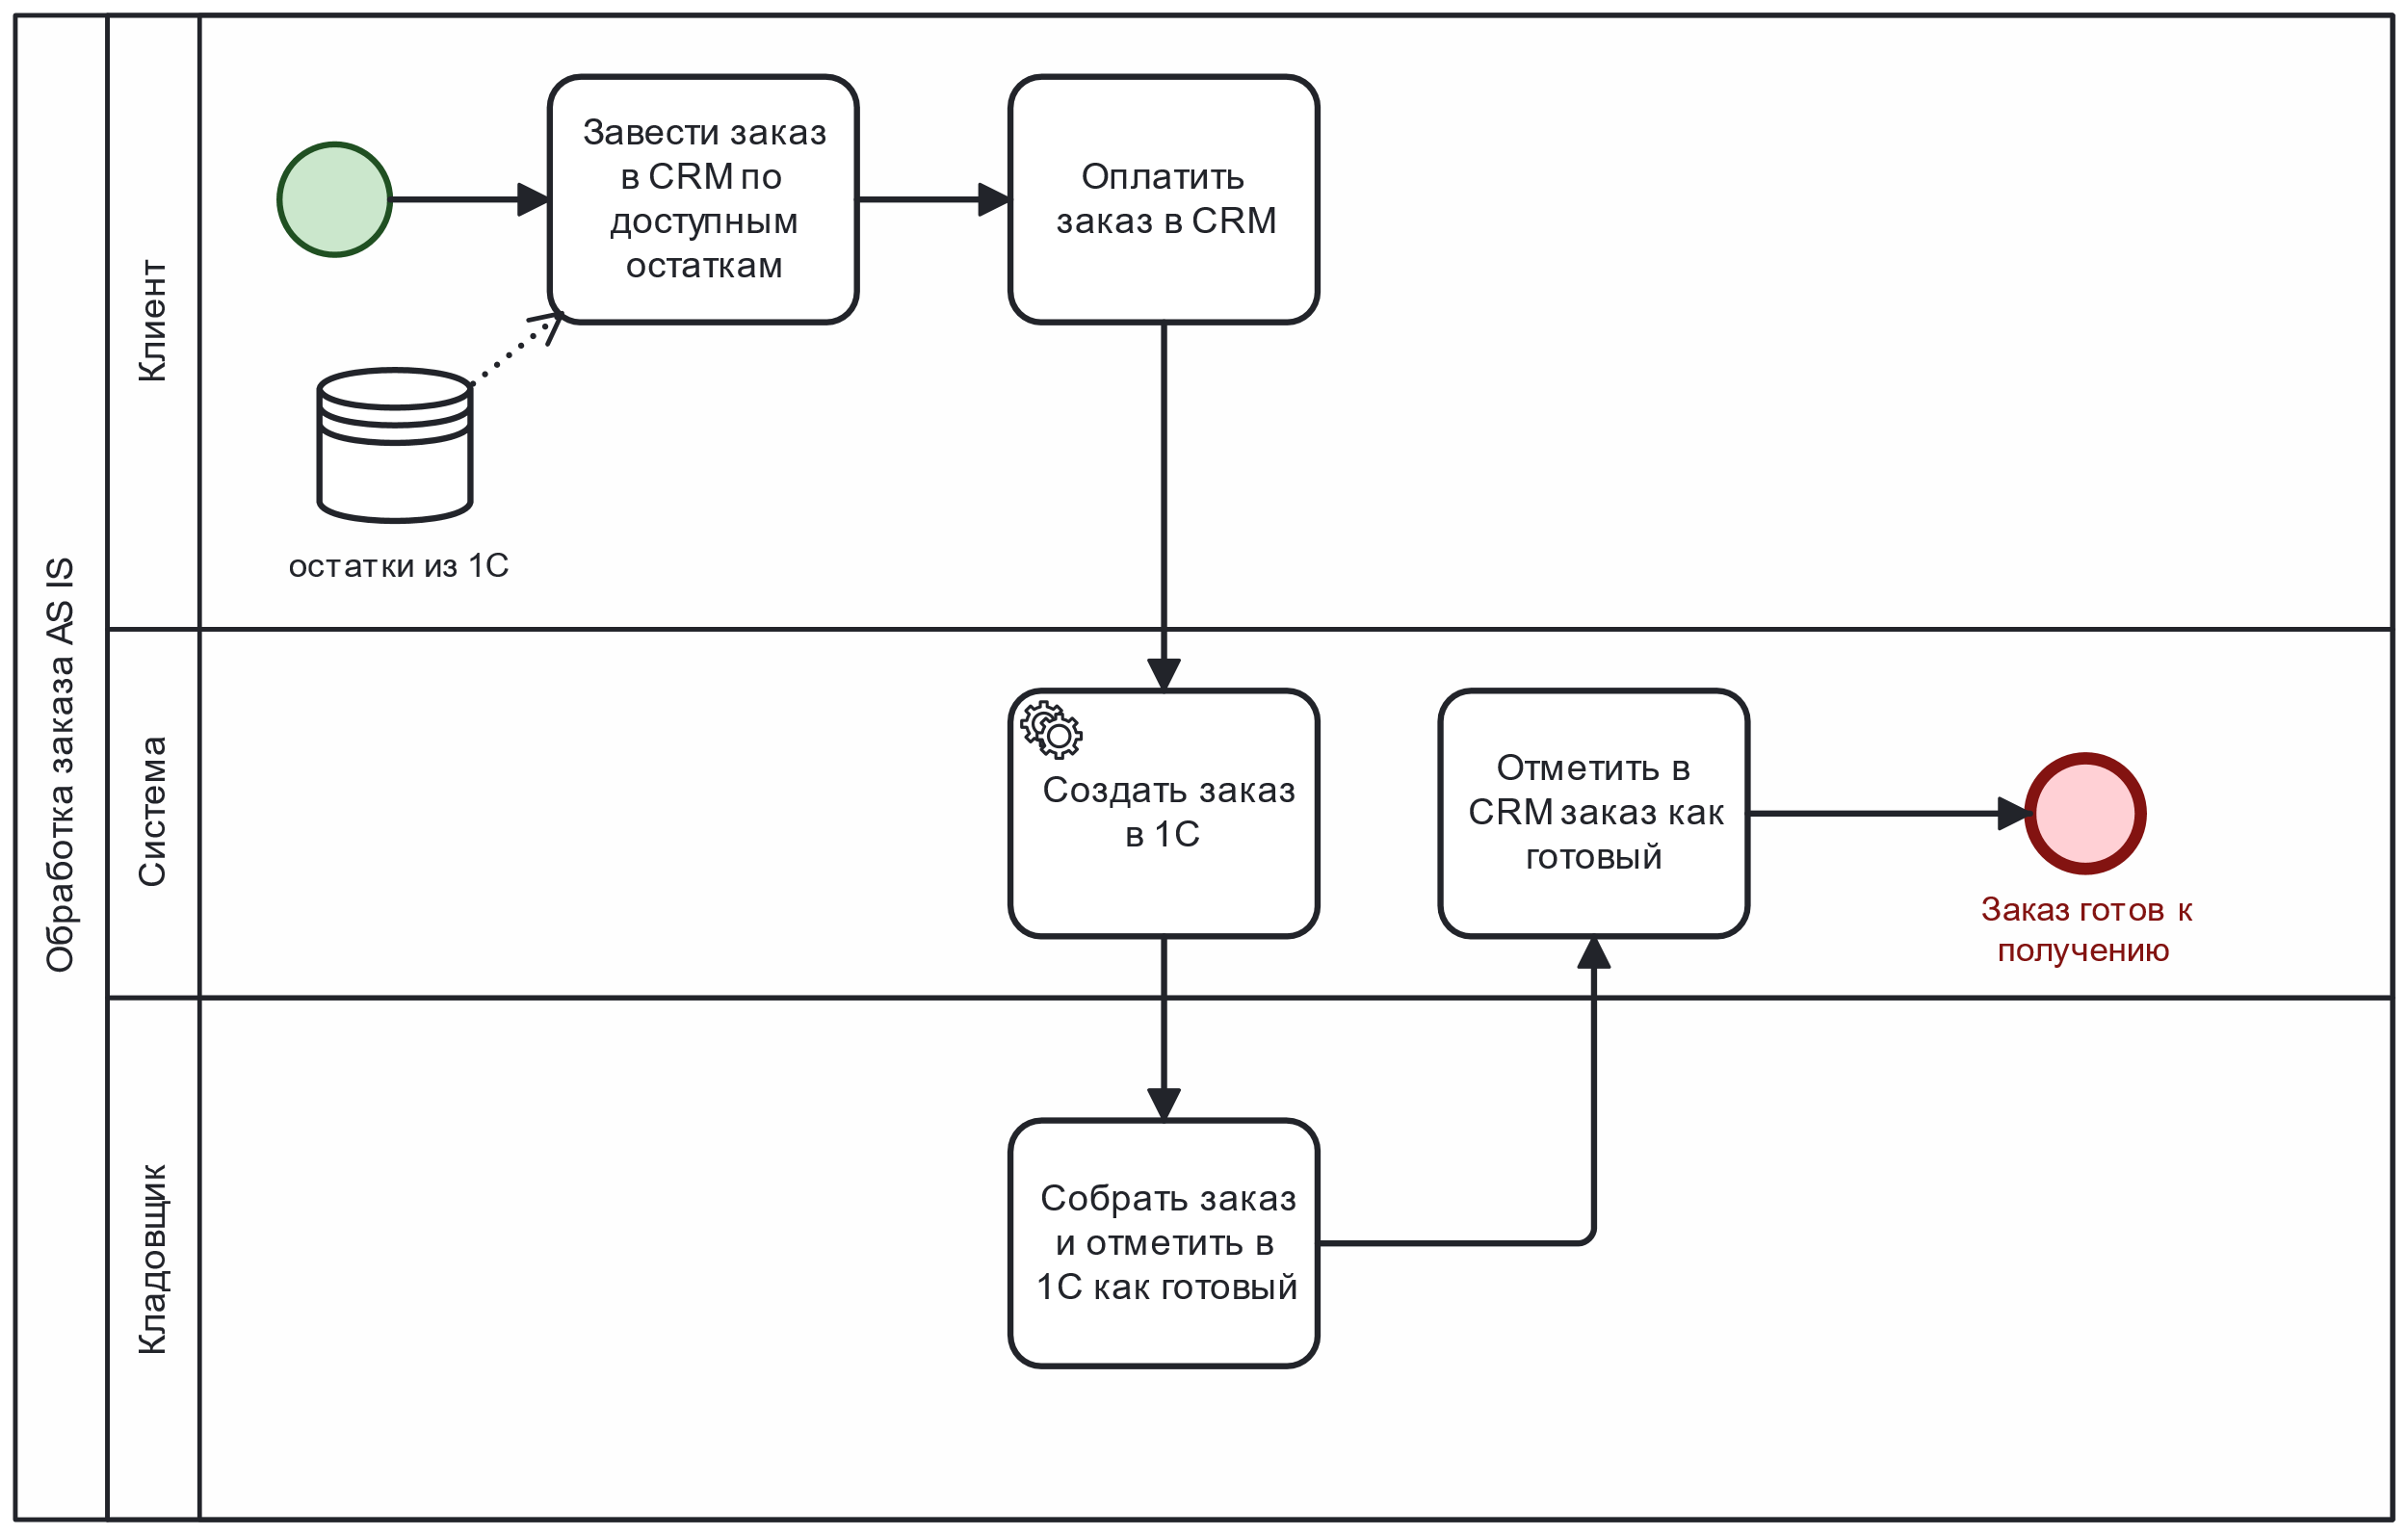 Обработка заказа AS IS
Клиент
Завести заказ
в CRM по
доступным
остаткам
Оплатить
заказ в CRM
остатки из 1С
Система
Создать заказ
в 1С
Отметить в
CRM заказ как
готовый
Заказ готов к
получению
Кладовщик
Собрать заказ
и отметить в
1С как готовый